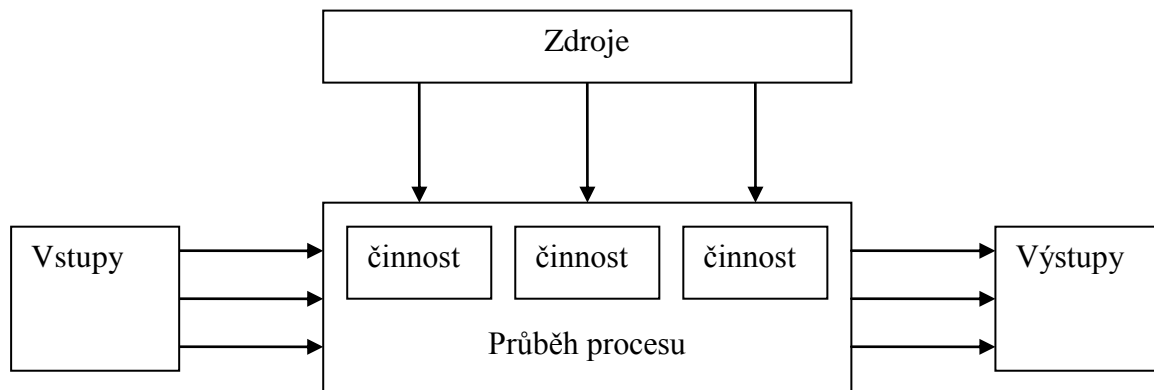 Zdroje
Vstupy
činnost
činnost
činnost
Výstupy
Průběh procesu